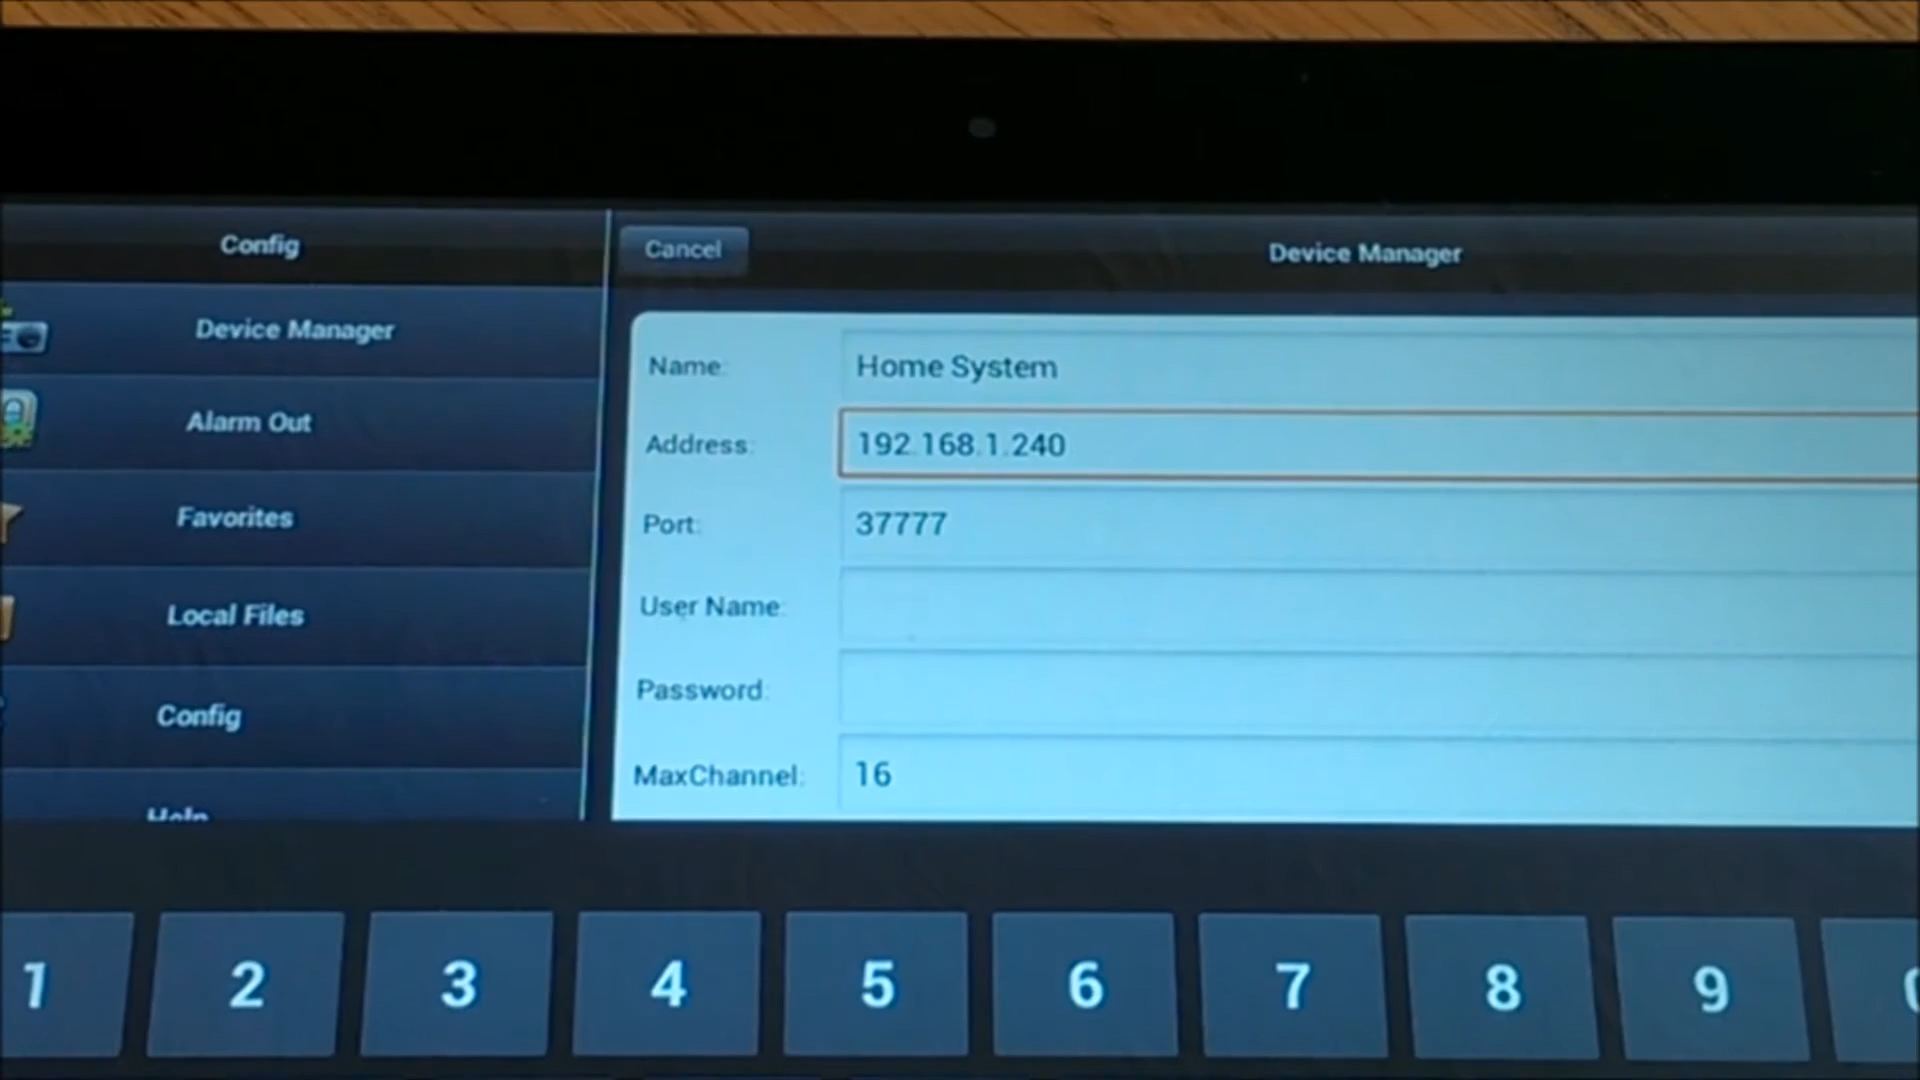 Config
Device Manager
Alarm Out
Favorites
Local Files
Config
Help
Cancel
Device Manager
Name: Home System
Address: 192.168.1.240
Port: 37777
User Name:
Password:
MaxChannel: 16
1 2 3 4 5 6 7 8 9